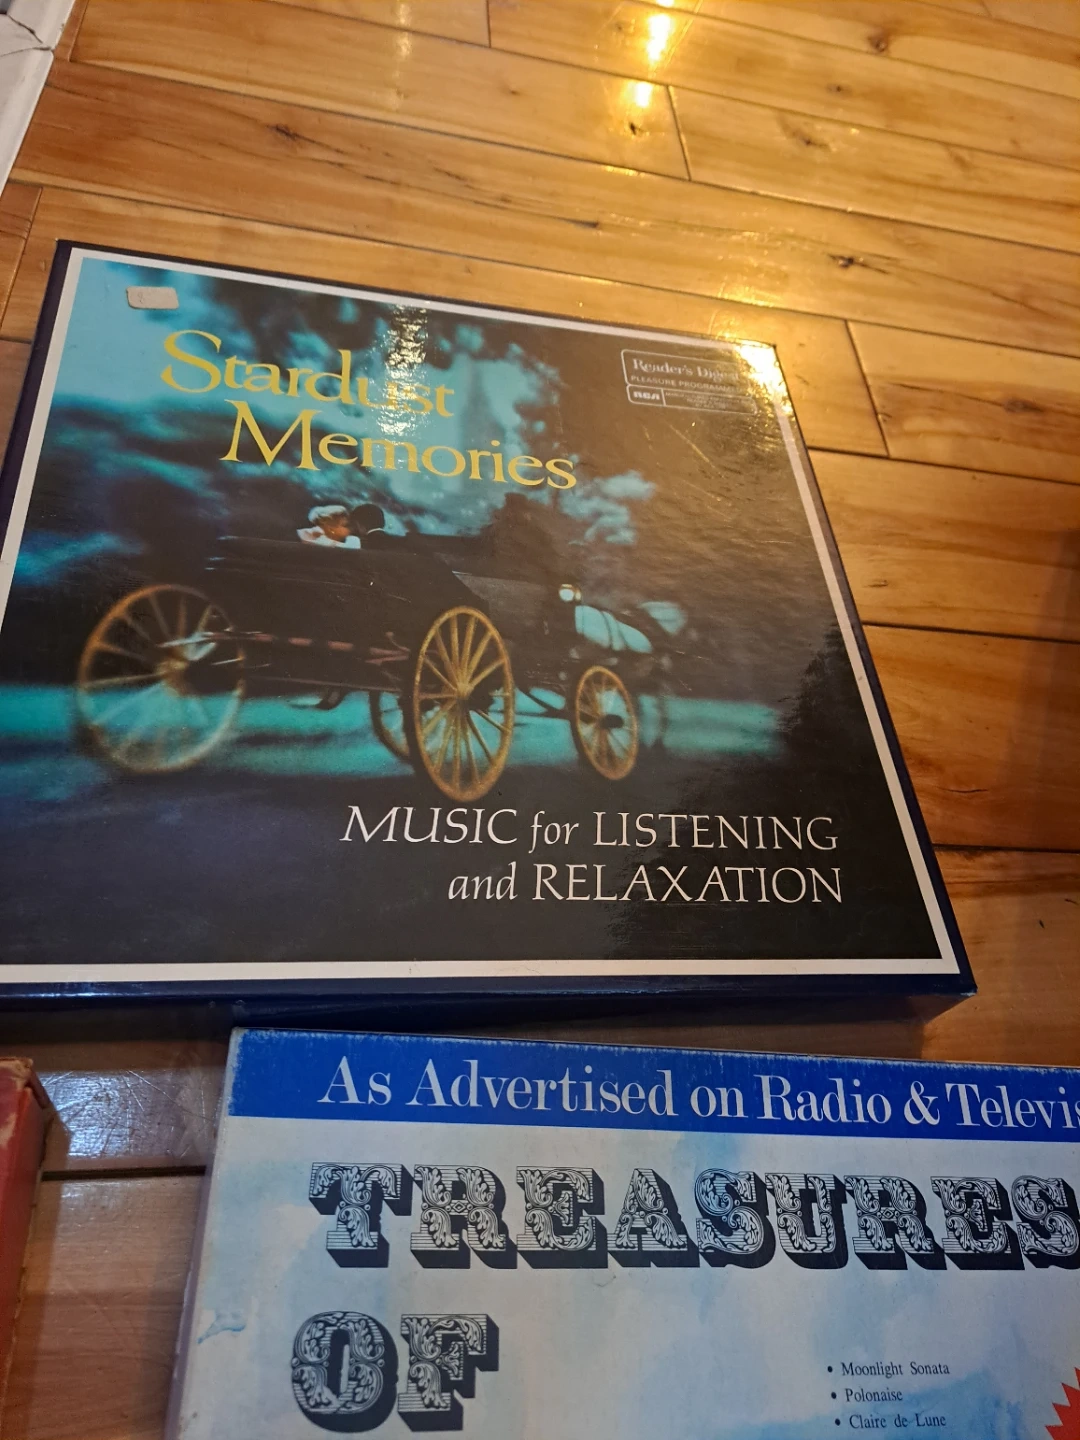 Stardust
Memories
Reader's Digest
PLEASURE PROGRAMMED
RCA
MUSIC for LISTENING
and RELAXATION
As Advertised on Radio & Televis
TREASURES
OF
• Moonlight Sonata
• Polonaise
• Claire de Lune